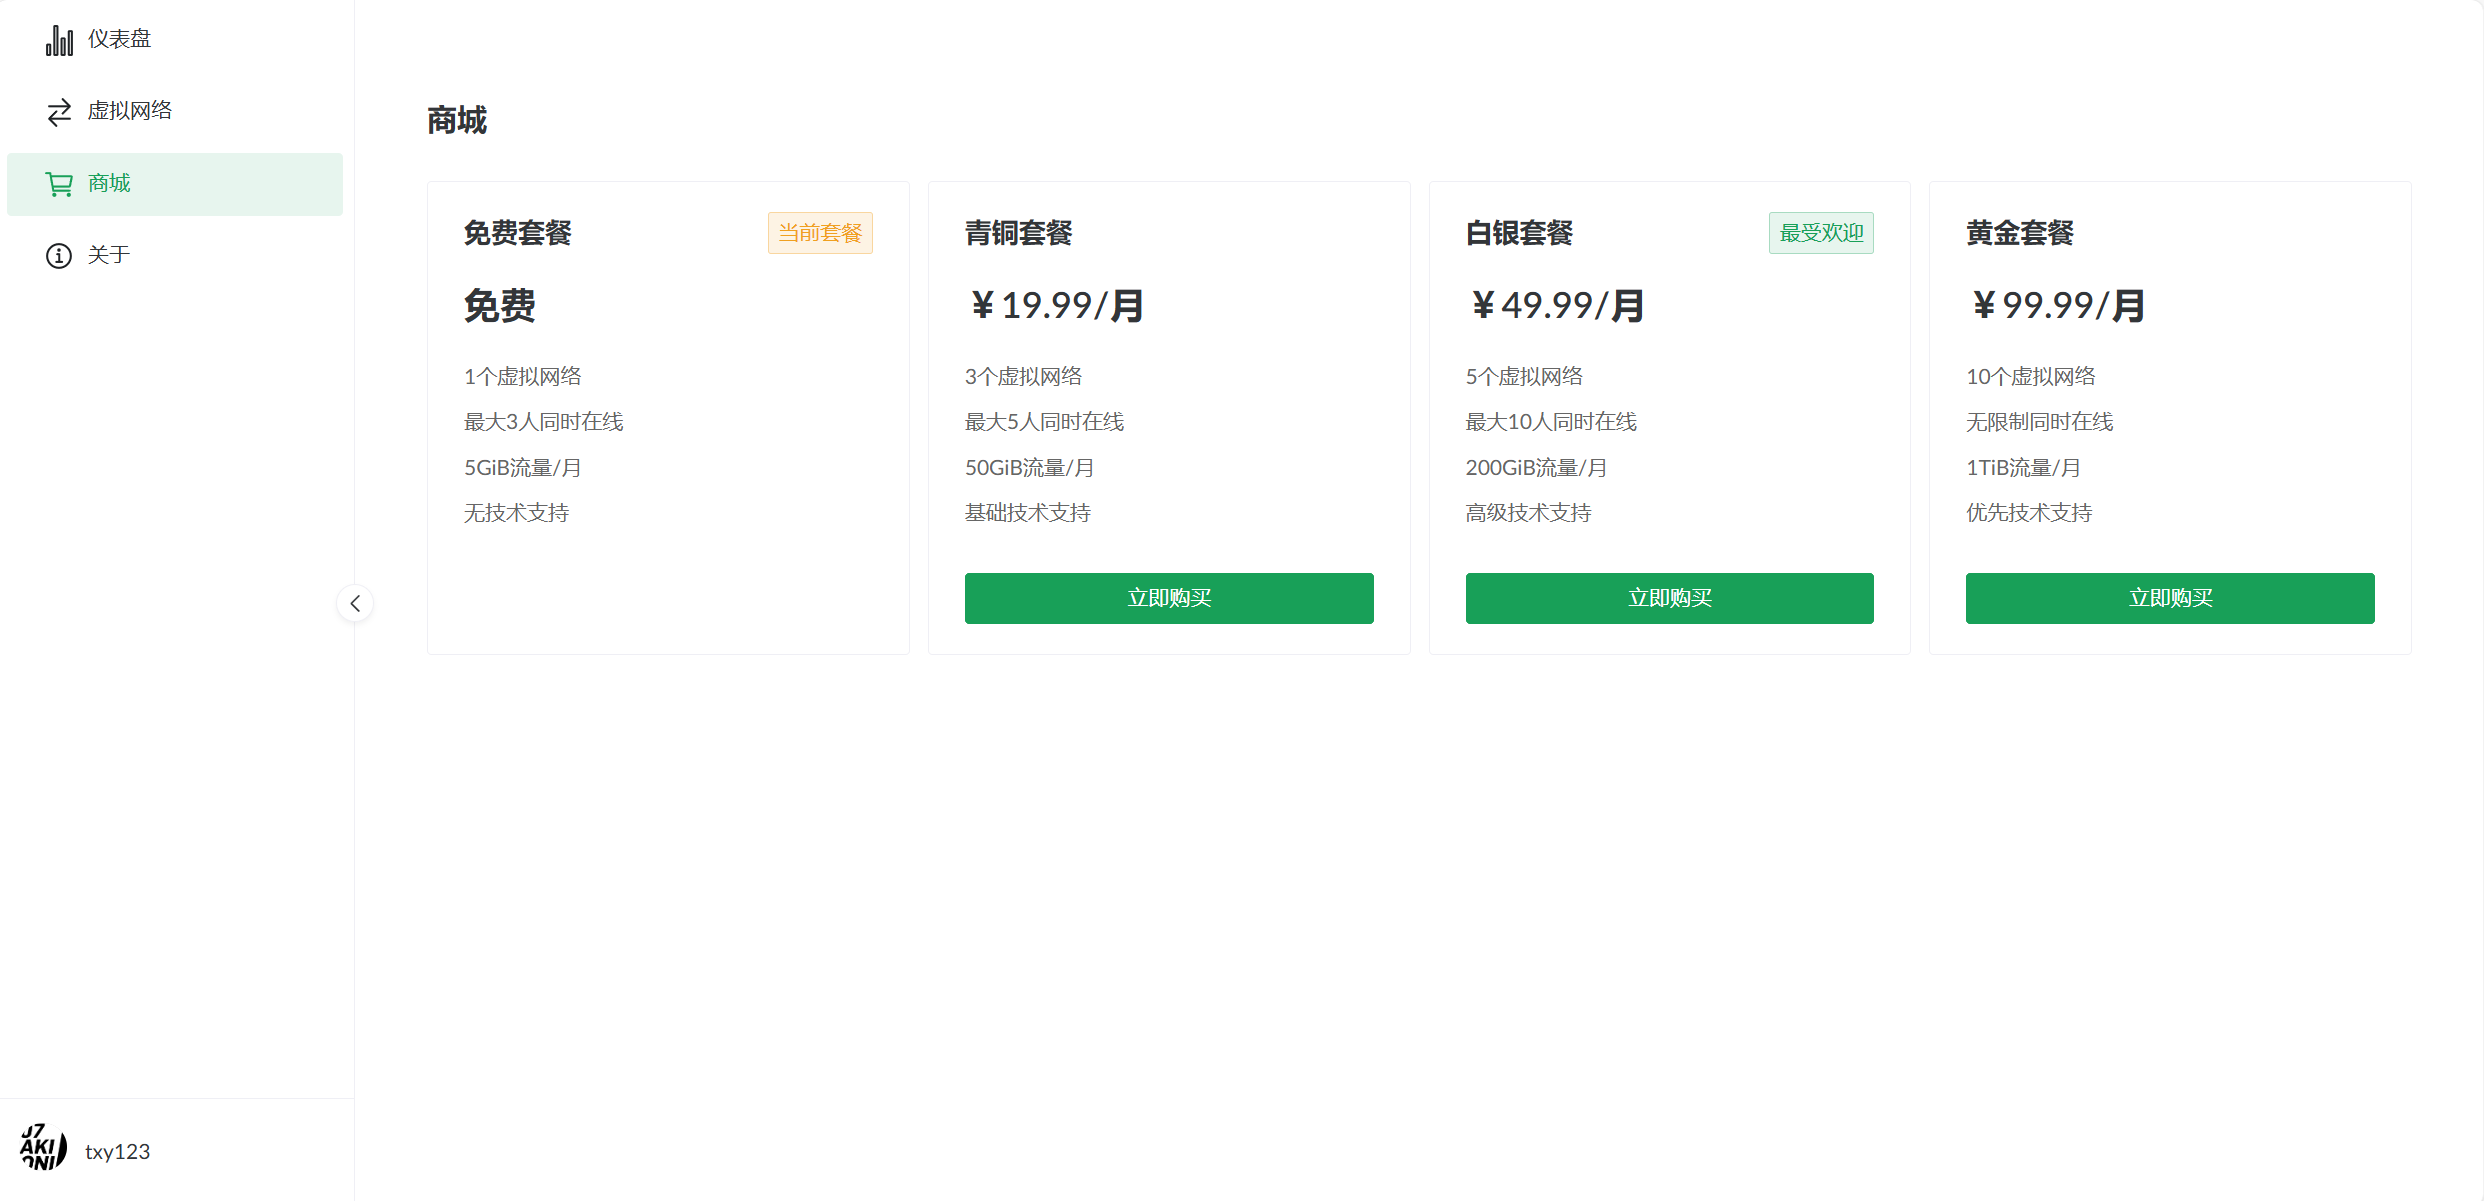 仪表盘
虚拟网络
商城
关于
商城
免费套餐
当前套餐
免费
1个虚拟网络
最大3人同时在线
5GiB流量/月
无技术支持
青铜套餐
￥19.99/月
3个虚拟网络
最大5人同时在线
50GiB流量/月
基础技术支持
立即购买
白银套餐
最受欢迎
￥49.99/月
5个虚拟网络
最大10人同时在线
200GiB流量/月
高级技术支持
立即购买
黄金套餐
￥99.99/月
10个虚拟网络
无限制同时在线
1TiB流量/月
优先技术支持
立即购买
AKI
txy123